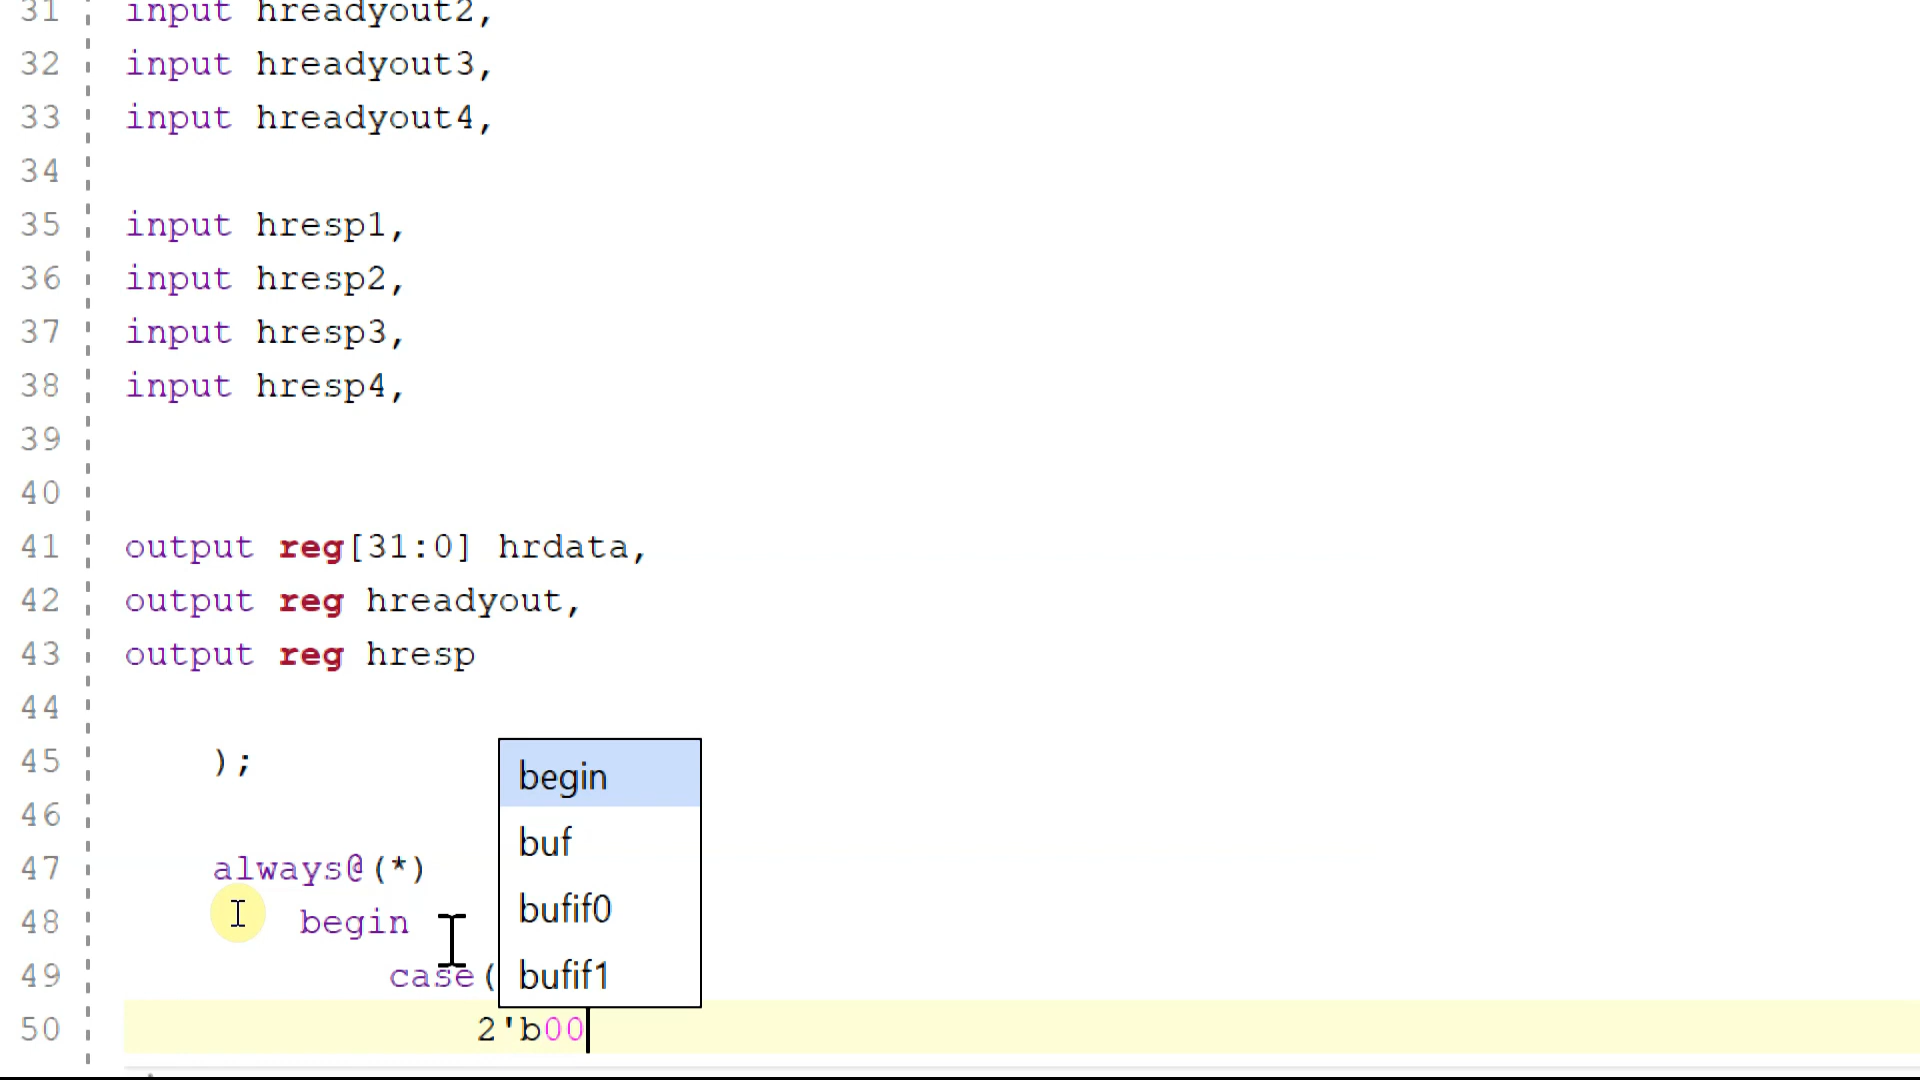 31 input hreadyout2,
32 input hreadyout3,
33 input hreadyout4,
34
35 input hresp1,
36 input hresp2,
37 input hresp3,
38 input hresp4,
39
40
41 output reg[31:0] hrdata,
42 output reg hreadyout,
43 output reg hresp
44
45 );
46
47 always@(*)
48 begin
49 case(
50 2'b00
begin
buf
bufif0
bufif1